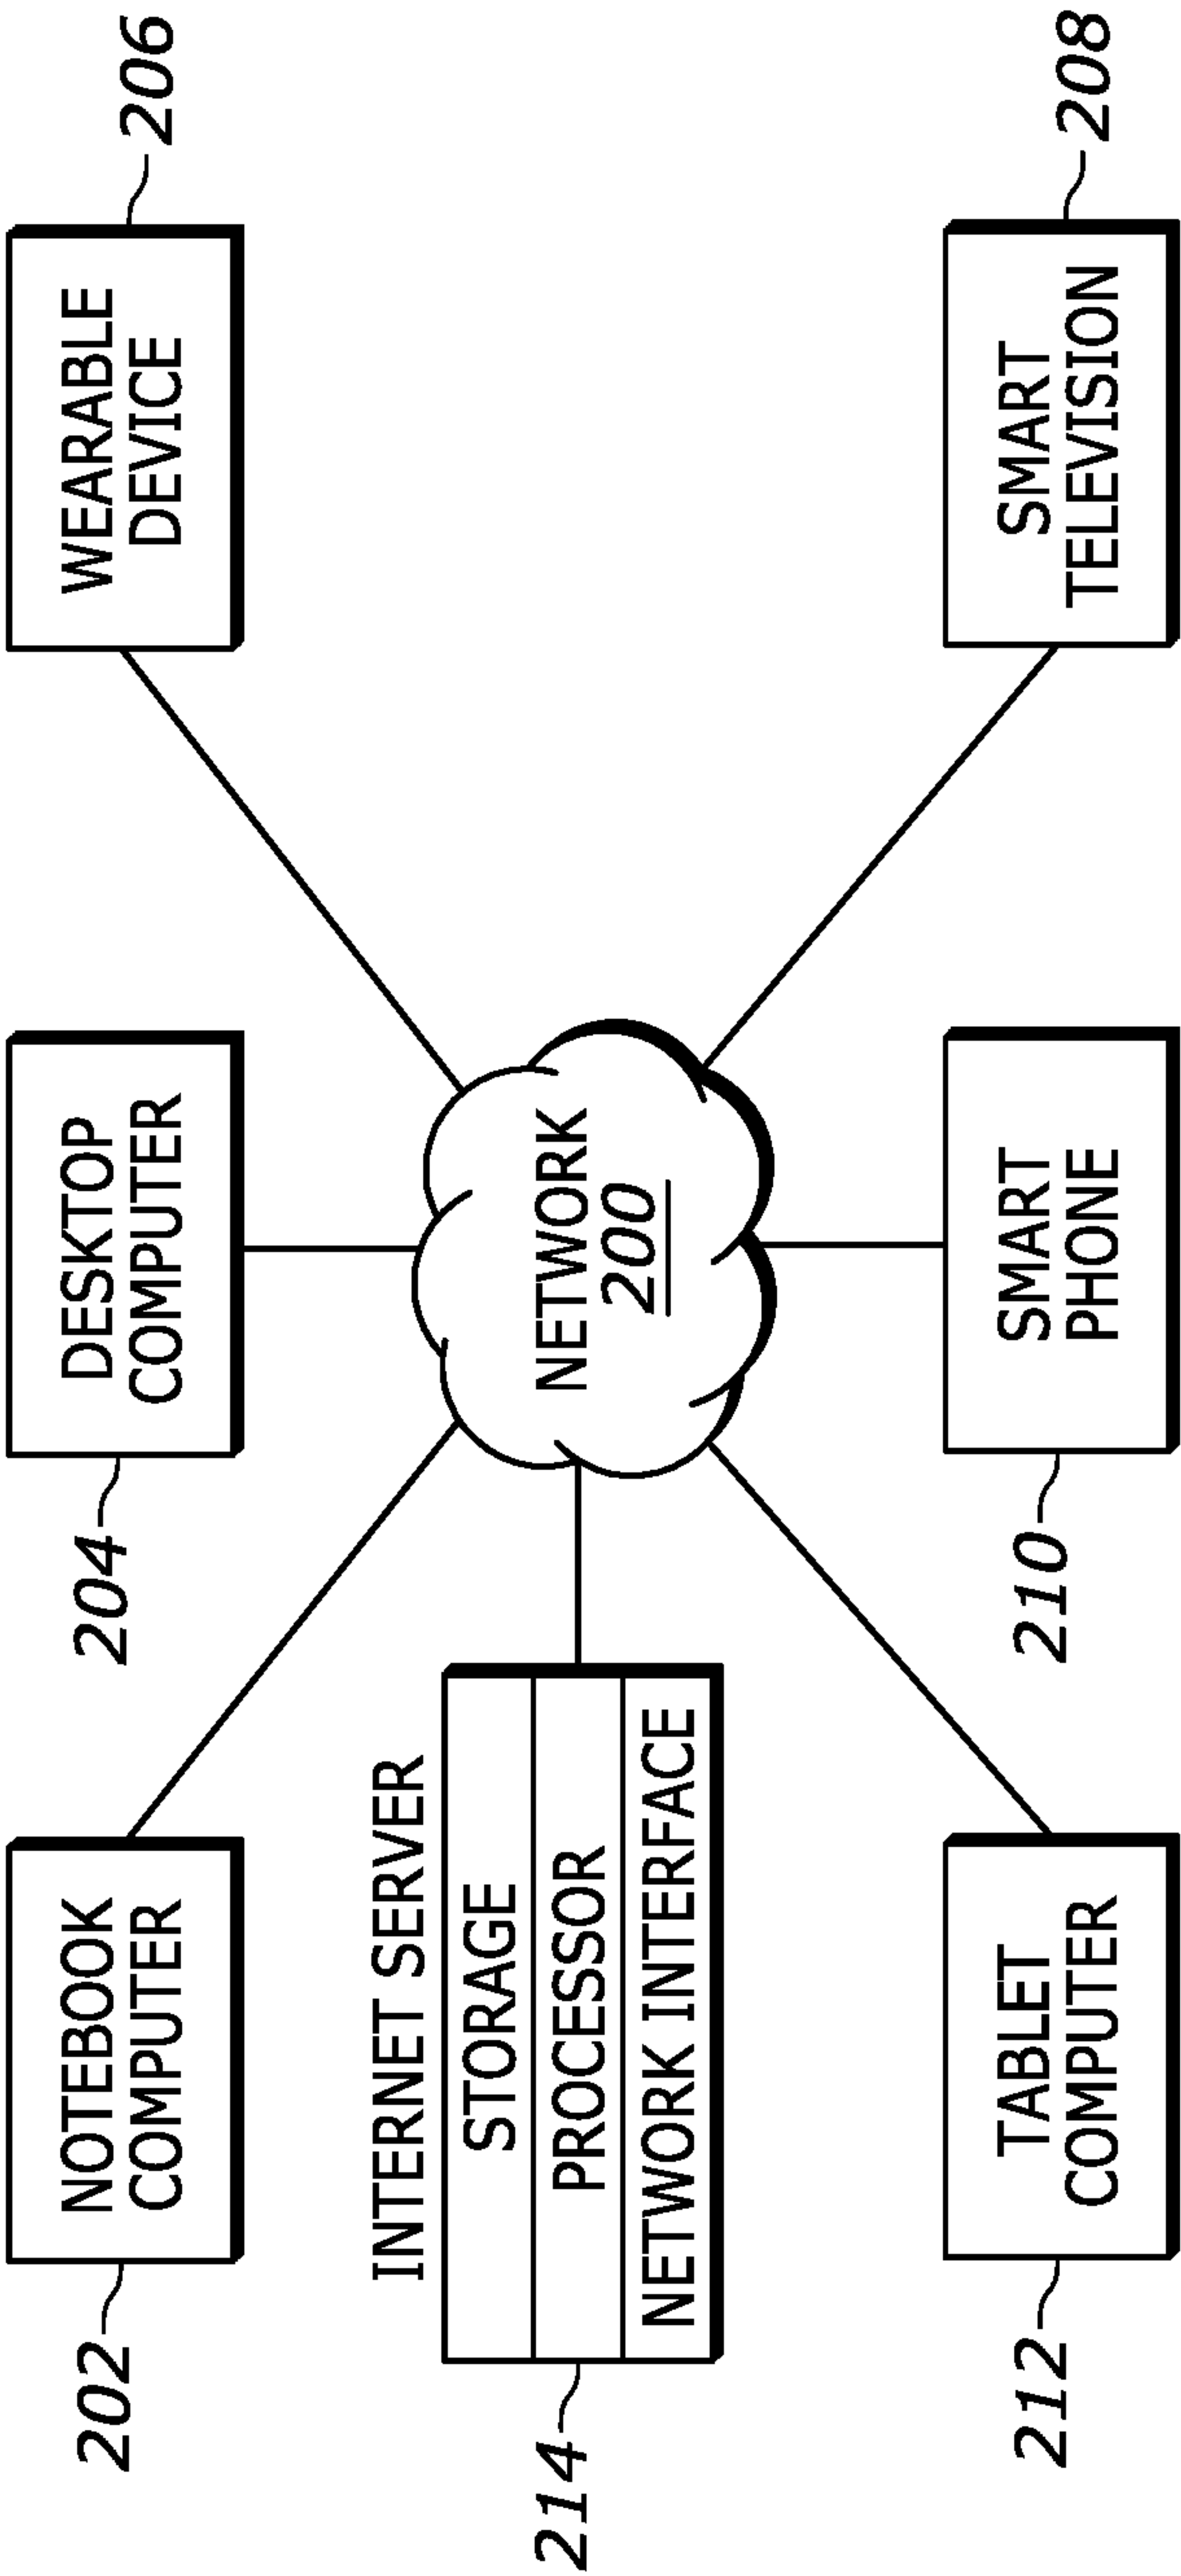 NOTEBOOK
COMPUTER
202
DESKTOP
COMPUTER
204
WEARABLE
DEVICE
206
INTERNET SERVER
STORAGE
PROCESSOR
NETWORK INTERFACE
214
NETWORK
200
TABLET
COMPUTER
212
SMART
PHONE
210
SMART
TELEVISION
208